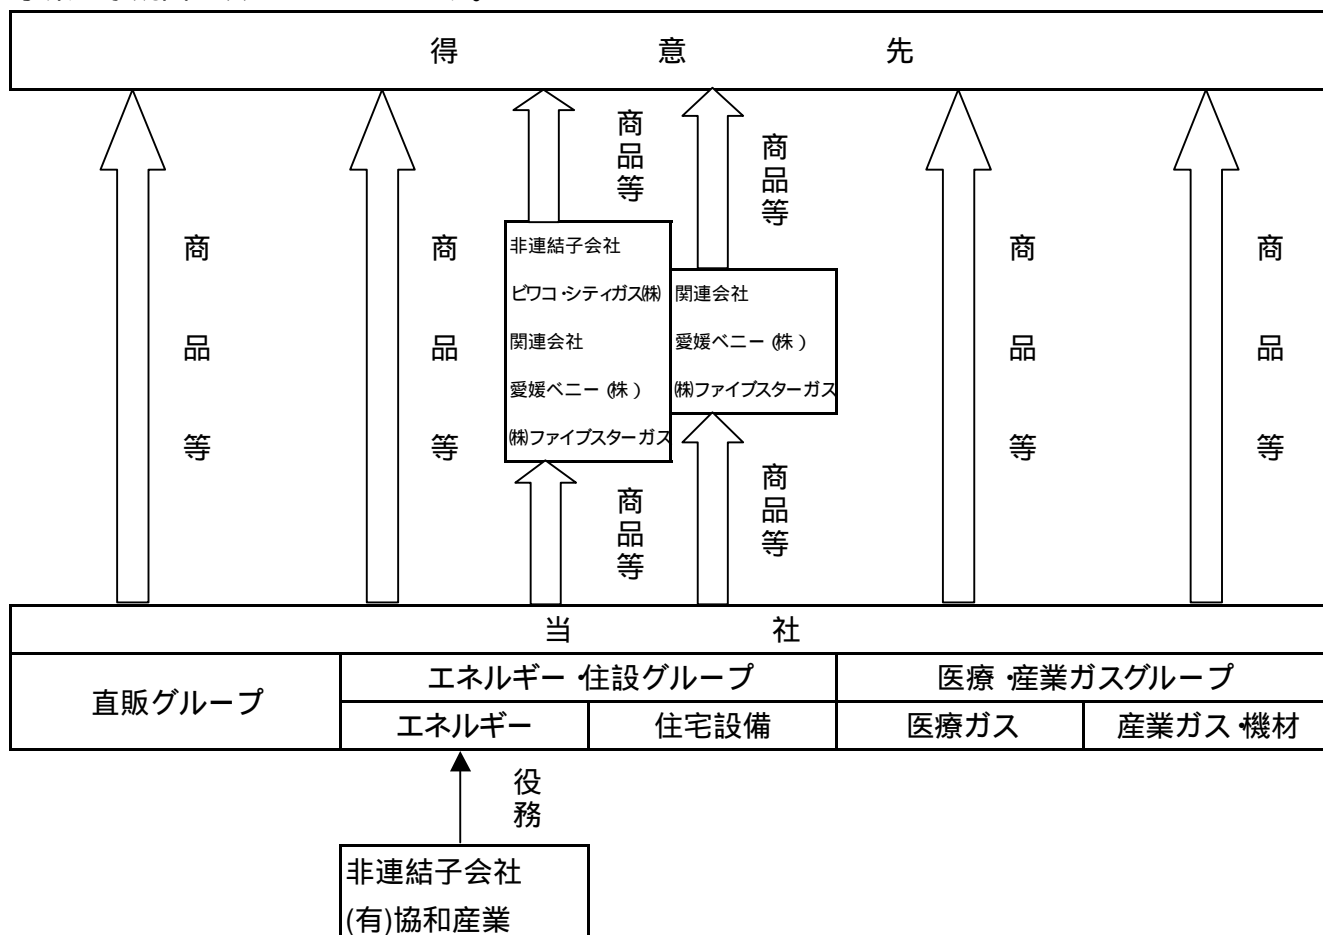 得意先
商品等
商品等
商品等
商品等
商品等
商品等
非連結子会社
ビワコ・シティガス㈱
関連会社
愛媛ベニー(株)
㈱ファイブスターガス
関連会社
愛媛ベニー(株)
㈱ファイブスターガス
商品等
商品等
当社
直販グループ
エネルギー・住設グループ
医療・産業ガスグループ
エネルギー
住宅設備
医療ガス
産業ガス・機材
役務
非連結子会社
(有)協和産業